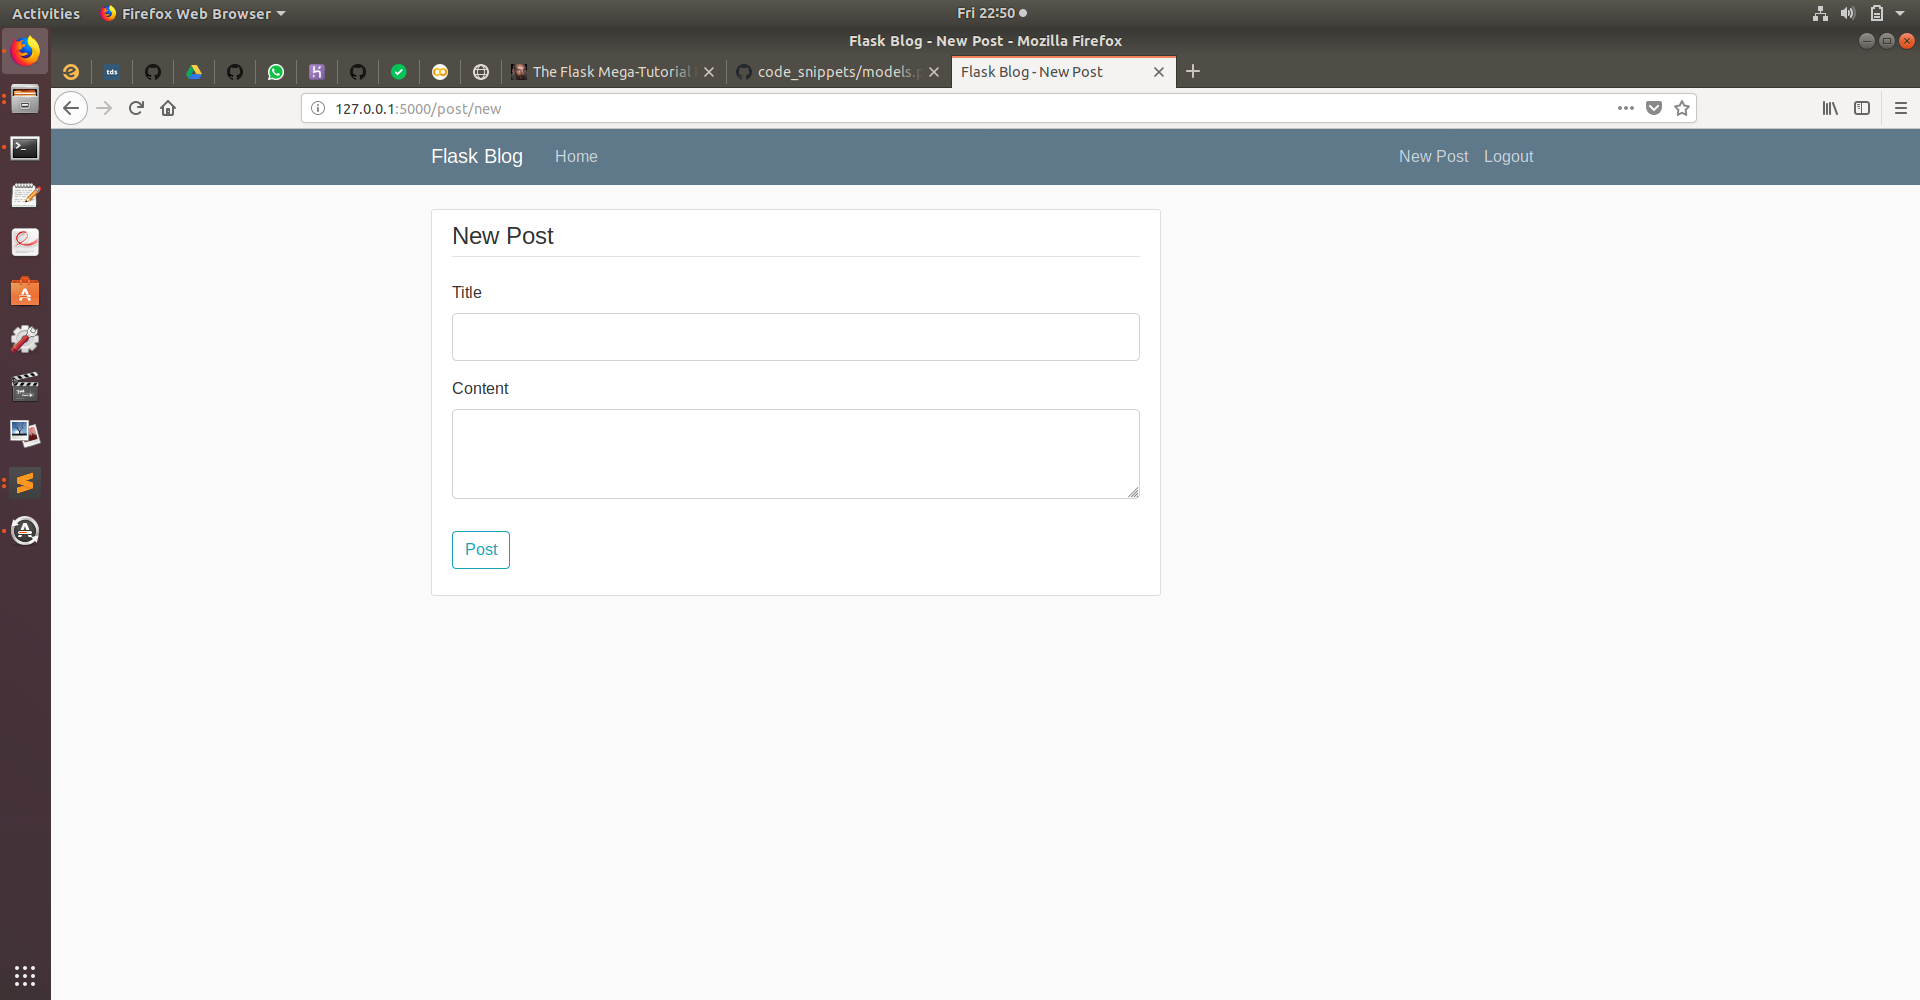 Activities
Firefox Web Browser
Fri 22:50
Flask Blog - New Post - Mozilla Firefox
tds
The Flask Mega-Tutorial
code_snippets/models.p
Flask Blog - New Post
127.0.0.1:5000/post/new
Flask Blog
Home
New Post
Logout
New Post
Title
Content
Post